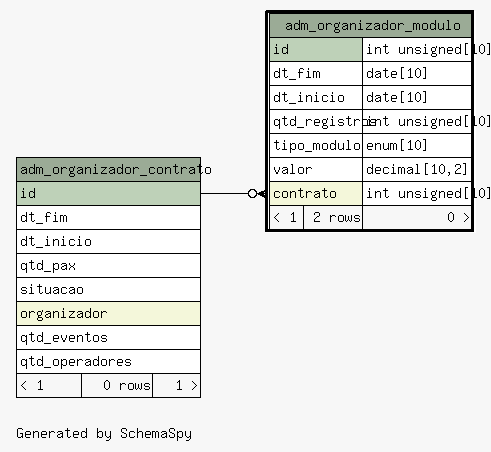 adm_organizador_modulo
id int unsigned[10]
dt_fim date[10]
dt_inicio date[10]
qtd_registros int unsigned[10]
tipo_modulo enum[10]
valor decimal[10,2]
contrato int unsigned[10]
< 1 2 rows 0 >
adm_organizador_contrato
id
dt_fim
dt_inicio
qtd_pax
situacao
organizador
qtd_eventos
qtd_operadores
< 1 0 rows 1 >
Generated by SchemaSpy